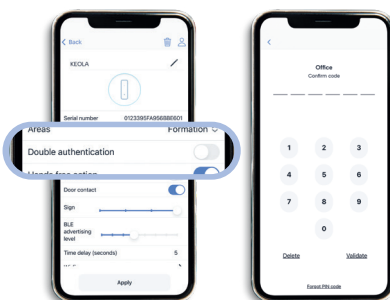 Back
KEOLA
Serial number 0123395FA956BBE801
Areas Formation
Double authentication
Hands free option
Door contact
Sign
BLE
advertising
level
Time delay (seconds) 5
Apply
Office
Confirm code
1 2 3
4 5 6
7 8 9
0
Delete Validate
Forgot PIN code